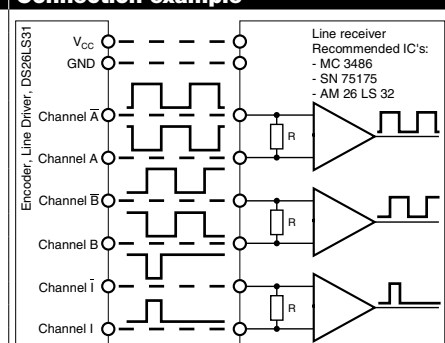 Connection example
Encoder, Line Driver, DS26LS31
VCC
GND
Channel A̅
Channel A
Channel B̅
Channel B
Channel I̅
Channel I
Line receiver
Recommended IC's:
- MC 3486
- SN 75175
- AM 26 LS 32
R
R
R